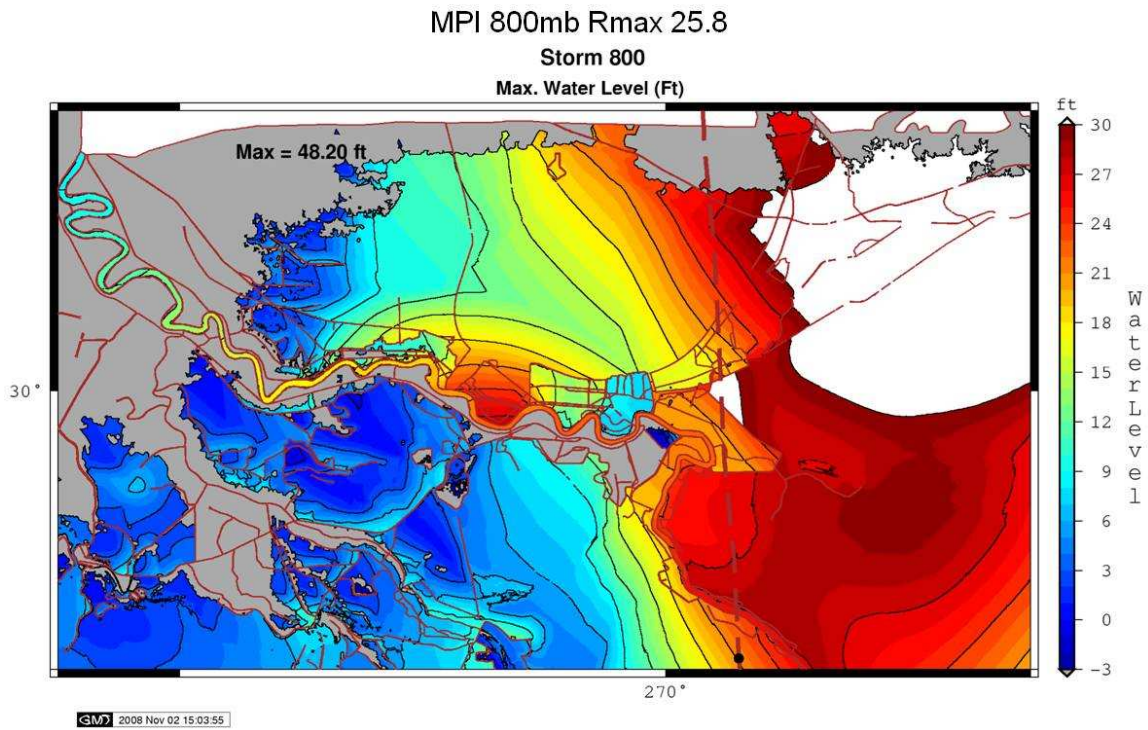 MPI 800mb Rmax 25.8
Storm 800
Max. Water Level (Ft)
Max = 48.20 ft
ft
30
27
24
21
18
15
12
9
6
3
0
-3
WaterLevel
30°
270°
GMT 2008 Nov 02 15:03:55